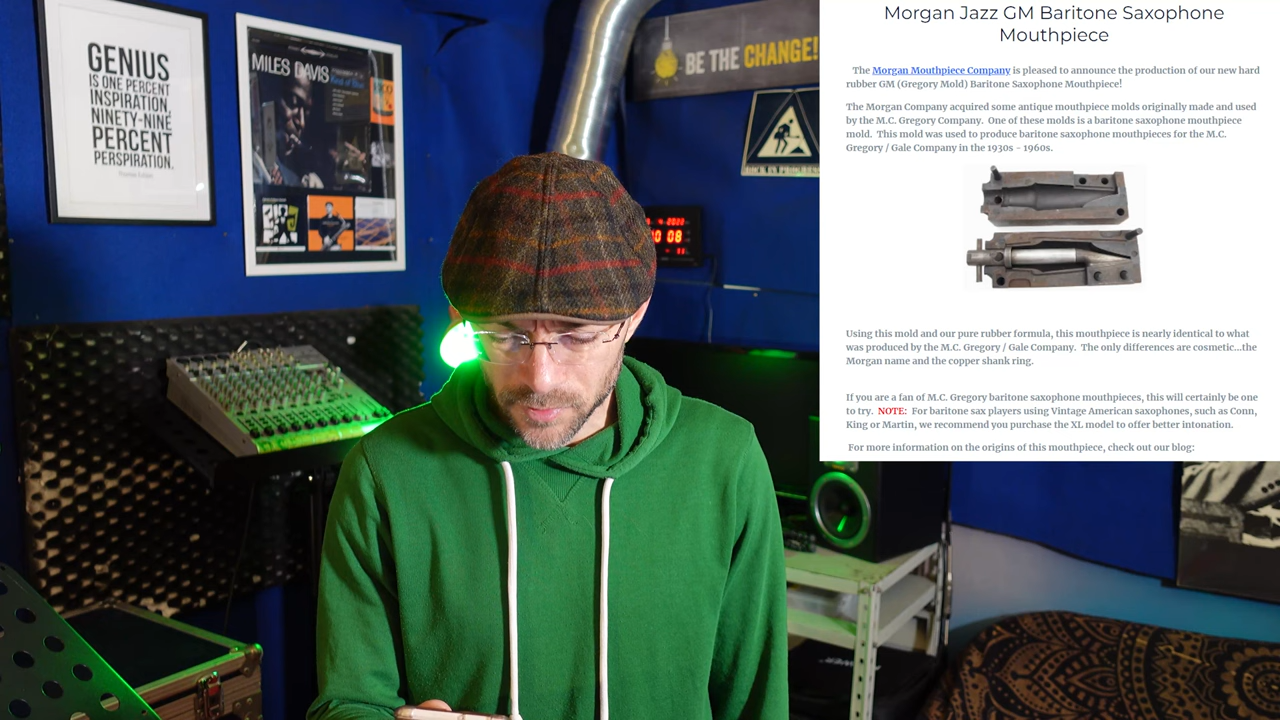 GENIUS
IS ONE PERCENT
INSPIRATION,
NINETY-NINE
PERCENT
PERSPIRATION.
MILES DAVIS
Kind of Blue
BE THE CHANGE!
10 08
Morgan Jazz GM Baritone Saxophone
Mouthpiece
The Morgan Mouthpiece Company is pleased to announce the production of our new hard
rubber GM (Gregory Mold) Baritone Saxophone Mouthpiece!
The Morgan Company acquired some antique mouthpiece molds originally made and used
by the M.C. Gregory Company. One of these molds is a baritone saxophone mouthpiece
mold. This mold was used to produce baritone saxophone mouthpieces for the M.C.
Gregory / Gale Company in the 1930s - 1960s.
Using this mold and our pure rubber formula, this mouthpiece is nearly identical to what
was produced by the M.C. Gregory / Gale Company. The only differences are cosmetic...the
Morgan name and the copper shank ring.
If you are a fan of M.C. Gregory baritone saxophone mouthpieces, this will certainly be one
to try. NOTE: For baritone sax players using Vintage American saxophones, such as Conn,
King or Martin, we recommend you purchase the XL model to offer better intonation.
For more information on the origins of this mouthpiece, check out our blog: